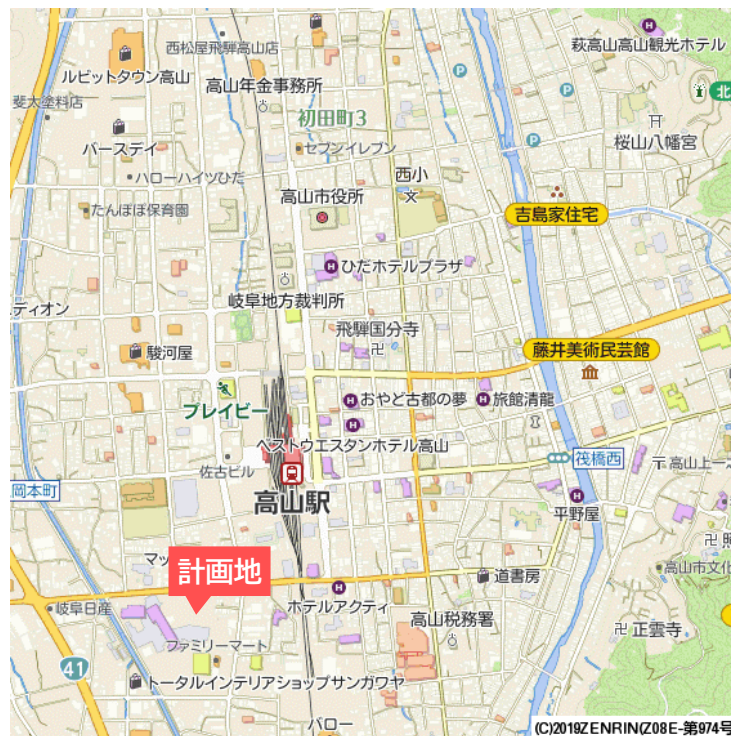 西松屋飛騨高山店
萩高山高山観光ホテル
ルビットタウン高山
高山年金事務所
P
P
北
斐太塗料店
初田町3
P
桜山八幡宮
バースデイ
セブンイレブン
ハローハイツひだ
西小
高山市役所
たんぽぽ保育園
吉島家住宅
H ひだホテルプラザ
ディオン
岐阜地方裁判所
飛騨国分寺
駿河屋
藤井美術民芸館
プレイビー
H おやど古都の夢
H 旅館清龍
H
ベストウエスタンホテル高山
佐古ビル
筏橋西
高山上一
岡本町
高山駅
H
平野屋
照
マッ
計画地
道書房
高山市文化
岐阜日産
H
ホテルアクティ
高山税務署
正雲寺
ファミリーマート
41
トータルインテリアショップサンガワヤ
バロー
(C)2019ZENRIN(Z08E-第974号